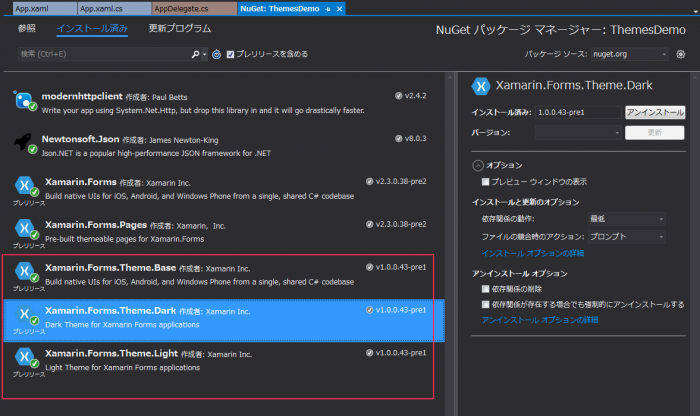 App.xaml
App.xaml.cs
AppDelegate.cs
NuGet: ThemesDemo
参照
インストール済み
更新プログラム
NuGet パッケージ マネージャー: ThemesDemo
検索 (Ctrl+E)
プレリリースを含める
パッケージ ソース: nuget.org
modernhttpclient 作成者: Paul Betts
v2.4.2
Write your app using System.Net.Http, but drop this library in and it will go drastically faster.
Newtonsoft.Json 作成者: James Newton-King
v8.0.3
Json.NET is a popular high-performance JSON framework for .NET
Xamarin.Forms 作成者: Xamarin Inc.
v2.3.0.38-pre2
Build native UIs for iOS, Android, and Windows Phone from a single, shared C# codebase
プレリリース
Xamarin.Forms.Pages 作成者: Xamarin, Inc.
v2.3.0.38-pre2
Pre-built themeable pages for Xamarin.Forms
プレリリース
Xamarin.Forms.Theme.Base 作成者: Xamarin Inc.
v1.0.0.43-pre1
Build native UIs for iOS, Android, and Windows Phone from a single, shared C# codebase
プレリリース
Xamarin.Forms.Theme.Dark 作成者: Xamarin Inc.
v1.0.0.43-pre1
Dark Theme for Xamarin Forms applications
プレリリース
Xamarin.Forms.Theme.Light 作成者: Xamarin Inc.
v1.0.0.43-pre1
Light Theme for Xamarin Forms applications
プレリリース
Xamarin.Forms.Theme.Dark
インストール済み: 1.0.0.43-pre1 アンインストール
バージョン: 更新
オプション
プレビュー ウィンドウの表示
インストールと更新のオプション
依存関係の動作: 最低
ファイルの競合時のアクション: プロンプト
インストール オプションの詳細
アンインストール オプション
依存関係の削除
依存関係が存在する場合でも強制的にアンインストールする
アンインストール オプションの詳細